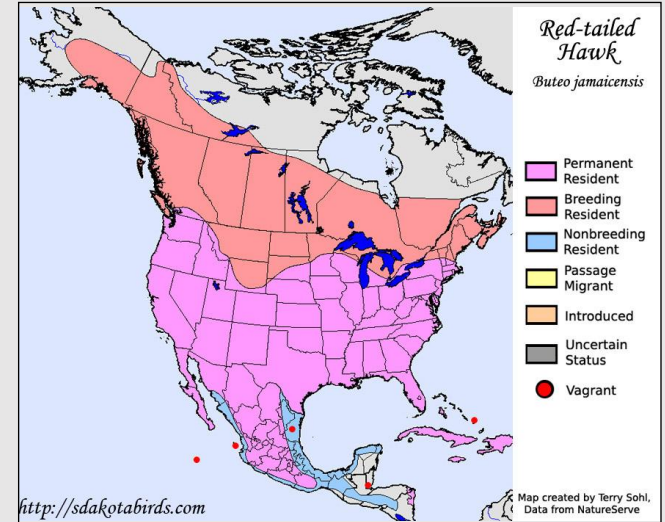 Red-tailed
Hawk
Buteo jamaicensis
Permanent
Resident
Breeding
Resident
Nonbreeding
Resident
Passage
Migrant
Introduced
Uncertain
Status
Vagrant
http://sdakotabirds.com
Map created by Terry Sohl,
Data from NatureServe